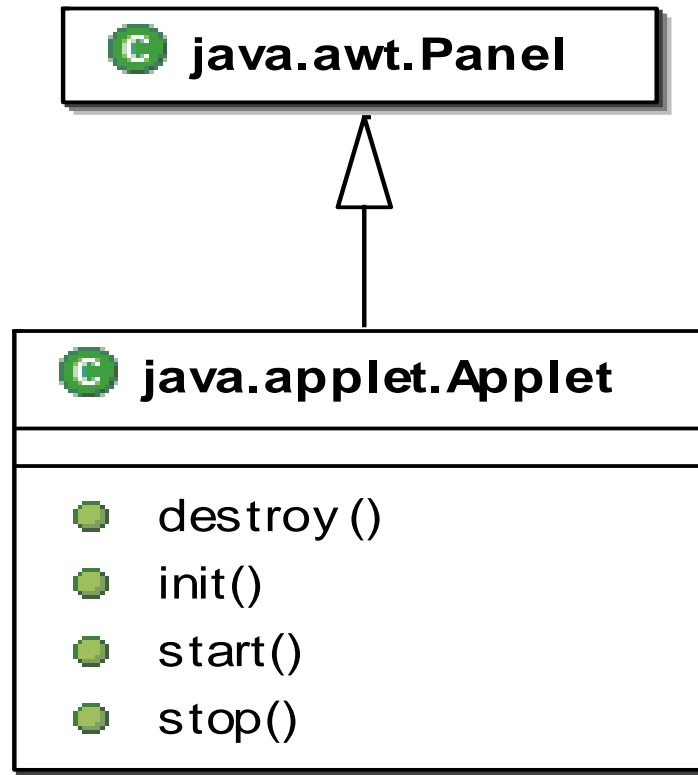 C java.awt.Panel
C java.applet.Applet
destroy()
init()
start()
stop()